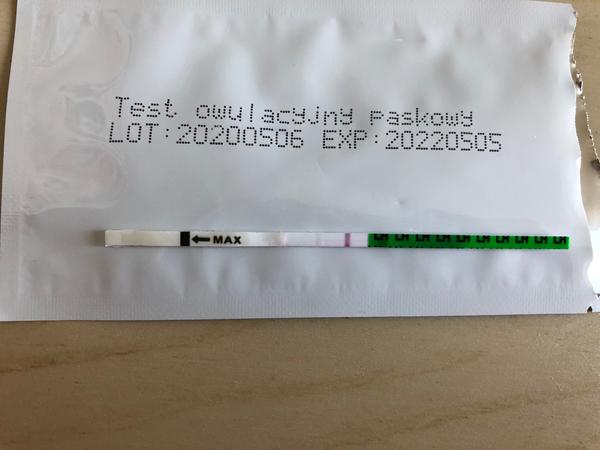 Test owulacyjny paskowy
LOT:20200506 EXP:20220505
MAX
LH LH LH LH LH LH LH LH LH